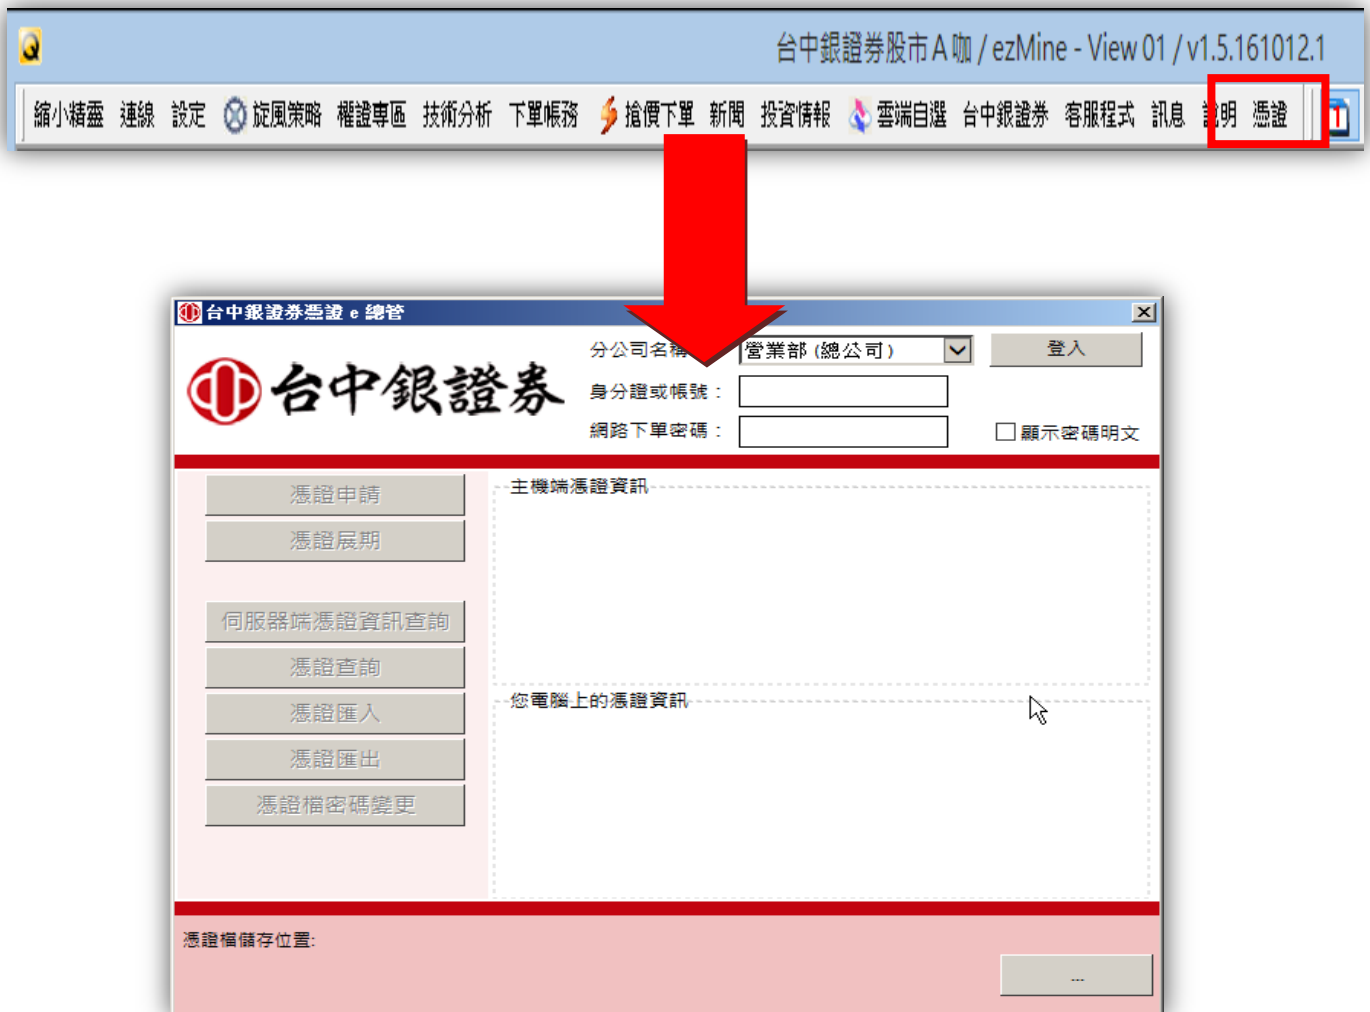 台中銀證券股市A咖 / ezMine - View 01 / v1.5.161012.1
縮小精靈 連線 設定 旋風策略 權證專區 技術分析 下單帳務 搶價下單 新聞 投資情報 雲端自選 台中銀證券 客服程式 訊息 說明 憑證
台中銀證券憑證 e 總管
台中銀證券
分公司名稱 營業部(總公司) 登入
身分證或帳號：
網路下單密碼： 顯示密碼明文
憑證申請
憑證展期
伺服器端憑證資訊查詢
憑證查詢
憑證匯入
憑證匯出
憑證檔密碼變更
主機端憑證資訊
您電腦上的憑證資訊
憑證檔儲存位置:
...